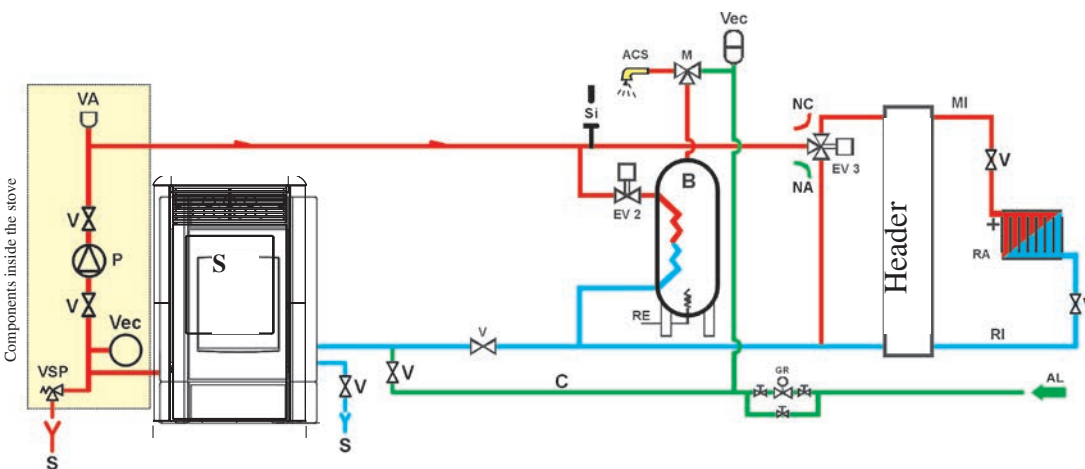 Components inside the stove
VA
V
P
V
Vec
VSP
S
S
V
S
V
V
C
Si
EV 2
ACS
M
Vec
B
RE
NC
NA
EV 3
Header
MI
V
+
RA
V
RI
GR
AL